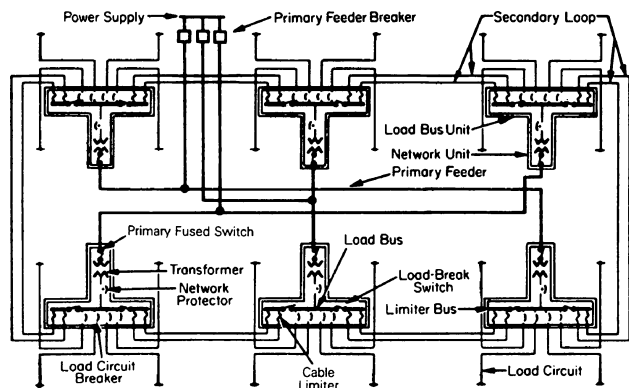 Power Supply
Primary Feeder Breaker
Secondary Loop
Load Bus Unit
Network Unit
Primary Feeder
Primary Fused Switch
Transformer
Network
Protector
Load Bus
Load-Break
Switch
Limiter Bus
Load Circuit
Breaker
Cable
Limiter
Load Circuit